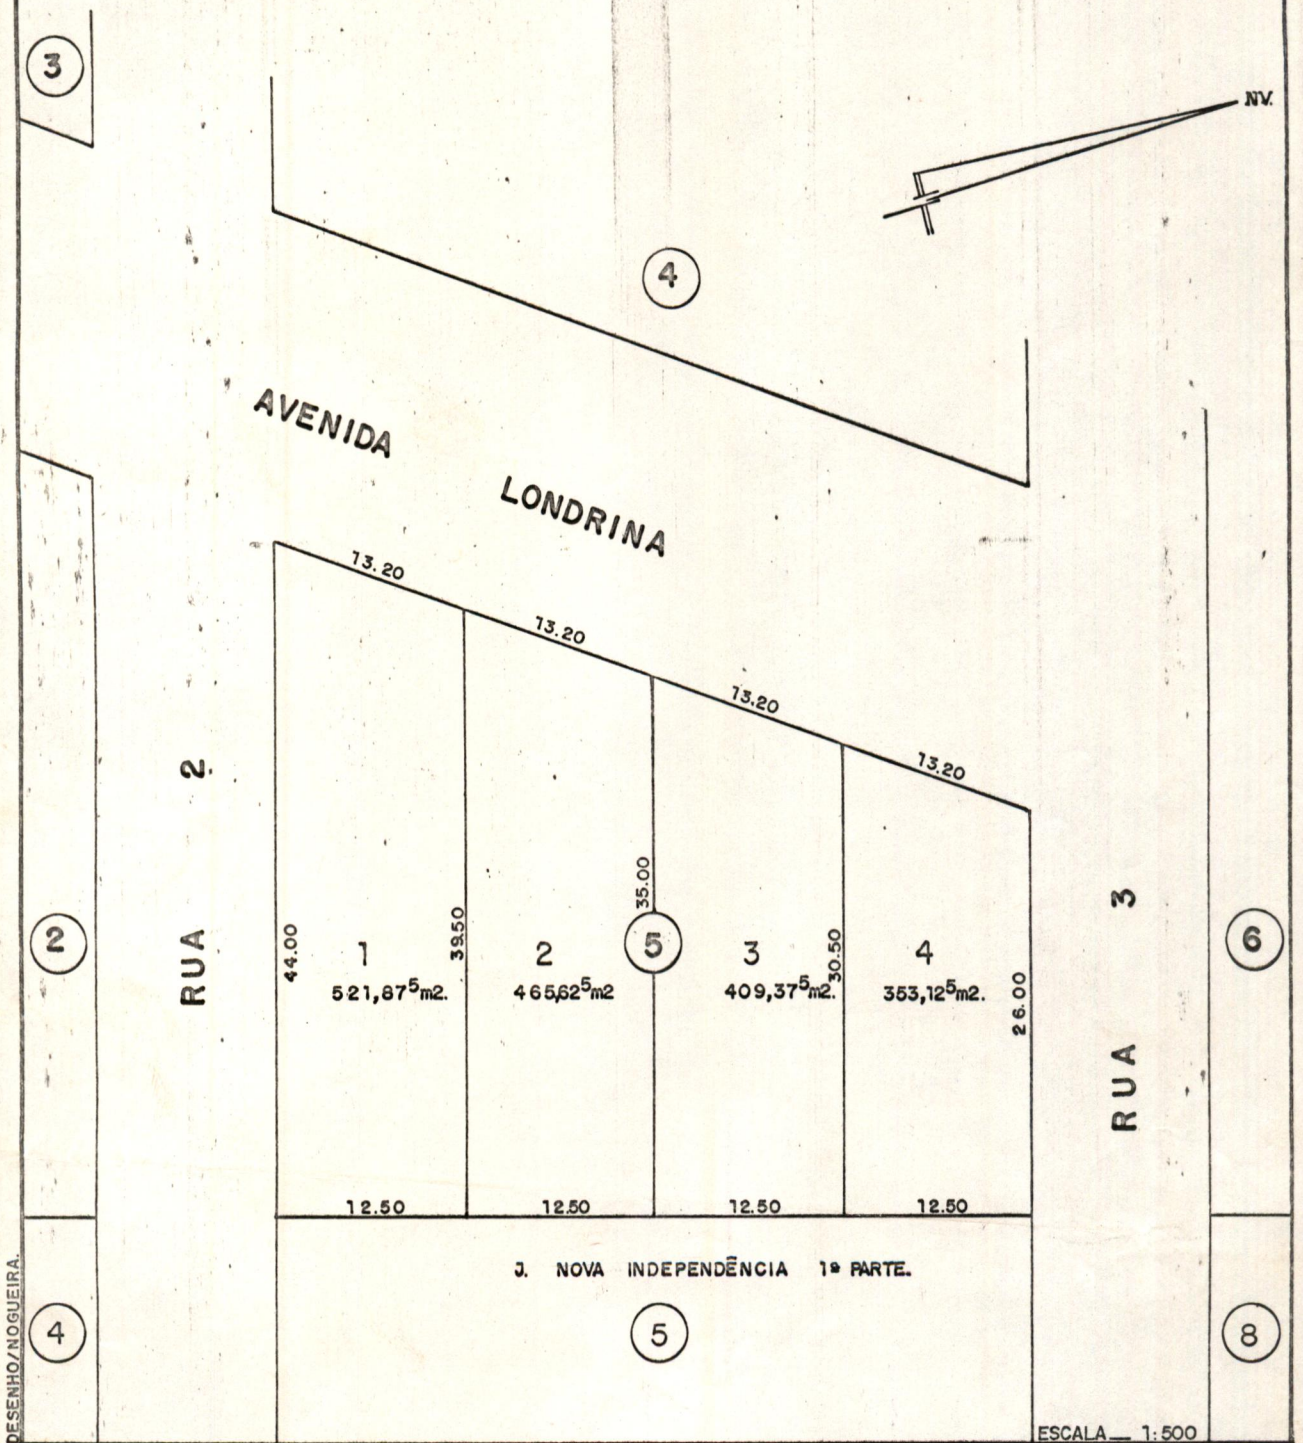 3
NV.
4
AVENIDA
LONDRINA
13.20
13.20
13.20
13.20
RUA 2
RUA 3
2
44.00
1
521,87⁵m2.
39.50
2
465,62⁵m2
35.00
5
3
409,37⁵m2.
30.50
4
353,12⁵m2.
26.00
6
12.50
12.50
12.50
12.50
J. NOVA INDEPENDÊNCIA 1ª PARTE.
4
5
8
DESENHO/NOGUEIRA.
ESCALA 1:500